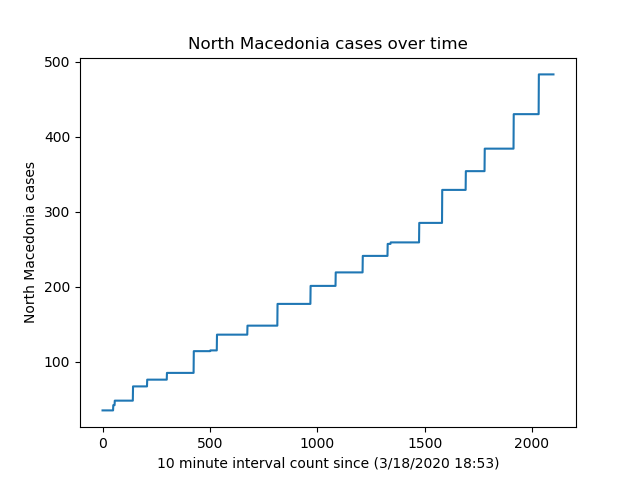 North Macedonia cases over time
North Macedonia cases
500
400
300
200
100
0 500 1000 1500 2000
10 minute interval count since (3/18/2020 18:53)